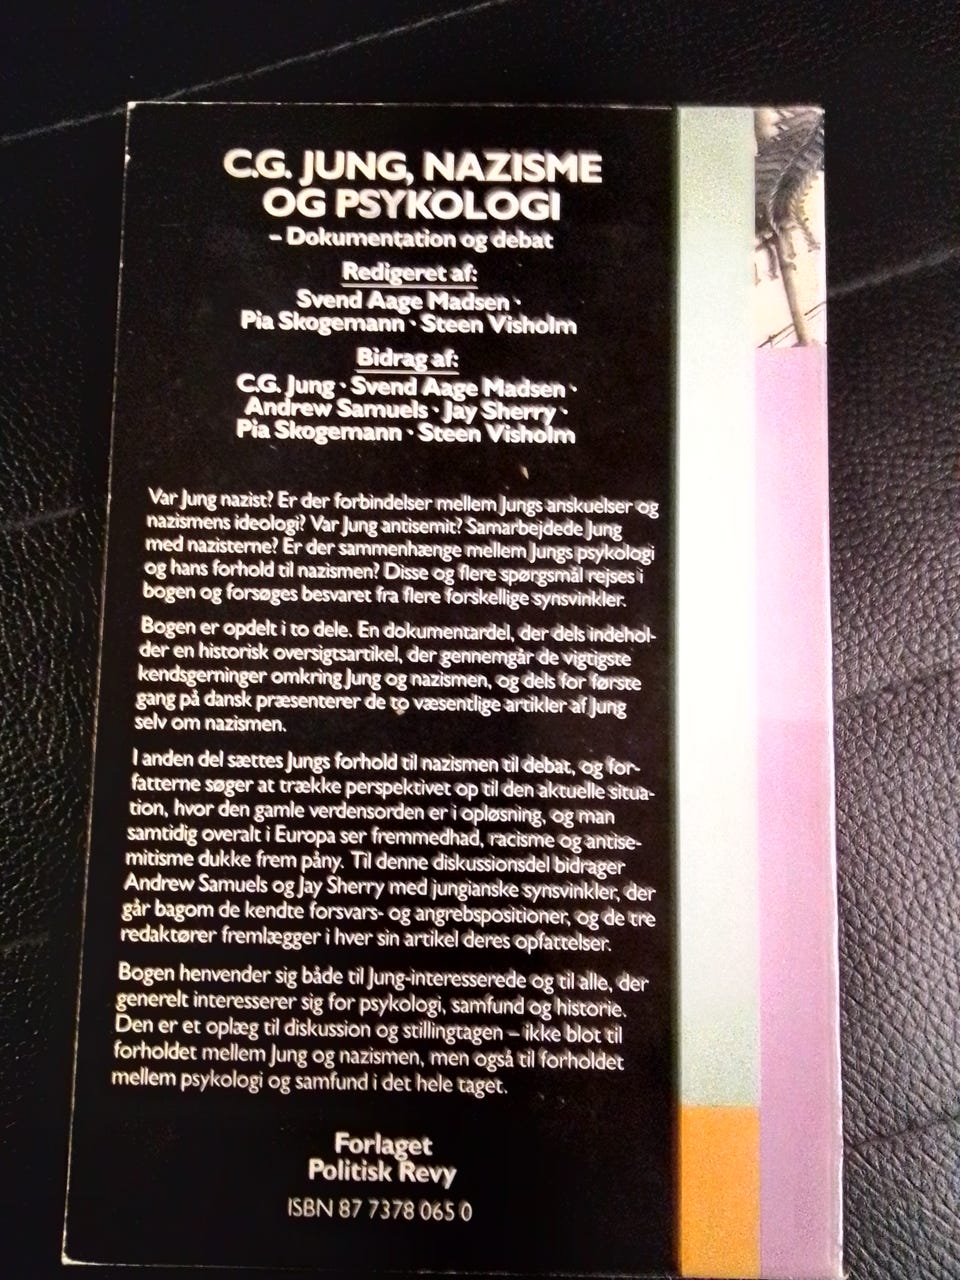 C.G. JUNG, NAZISME
OG PSYKOLOGI
– Dokumentation og debat
Redigeret af:
Svend Aage Madsen ·
Pia Skogemann · Steen Visholm
Bidrag af:
C.G. Jung · Svend Aage Madsen ·
Andrew Samuels · Jay Sherry ·
Pia Skogemann · Steen Visholm
Var Jung nazist? Er der forbindelser mellem Jungs anskuelser og
nazismens ideologi? Var Jung antisemit? Samarbejdede Jung
med nazisterne? Er der sammenhænge mellem Jungs psykologi
og hans forhold til nazismen? Disse og flere spørgsmål rejses i
bogen og forsøges besvaret fra flere forskellige synsvinkler.
Bogen er opdelt i to dele. En dokumentardel, der dels indehol-
der en historisk oversigtsartikel, der gennemgår de vigtigste
kendsgerninger omkring Jung og nazismen, og dels for første
gang på dansk præsenterer de to væsentlige artikler af Jung
selv om nazismen.
I anden del sættes Jungs forhold til nazismen til debat, og for-
fatterne søger at trække perspektivet op til den aktuelle situa-
tion, hvor den gamle verdensorden er i opløsning, og man
samtidig overalt i Europa ser fremmedhad, racisme og antise-
mitisme dukke frem påny. Til denne diskussionsdel bidrager
Andrew Samuels og Jay Sherry med jungianske synsvinkler, der
går bagom de kendte forsvars- og angrebspositioner, og de tre
redaktører fremlægger i hver sin artikel deres opfattelser.
Bogen henvender sig både til Jung-interesserede og til alle, der
generelt interesserer sig for psykologi, samfund og historie.
Den er et oplæg til diskussion og stillingtagen – ikke blot til
forholdet mellem Jung og nazismen, men også til forholdet
mellem psykologi og samfund i det hele taget.
Forlaget
Politisk Revy
ISBN 87 7378 065 0